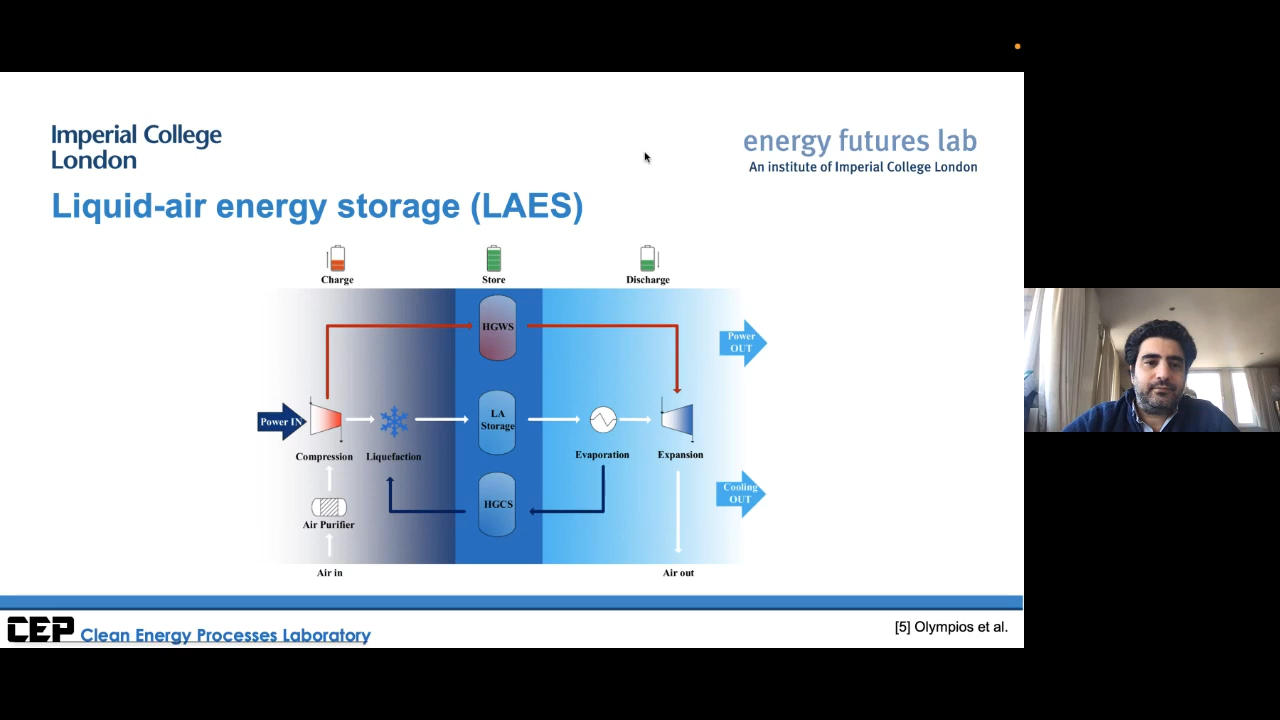 Imperial College
London
energy futures lab
An institute of Imperial College London
Liquid-air energy storage (LAES)
Charge
Store
Discharge
HGWS
Power
OUT
Power IN
LA
Storage
Compression
Liquefaction
Evaporation
Expansion
HGCS
Cooling
OUT
Air Purifier
Air in
Air out
CEP Clean Energy Processes Laboratory
[5] Olympios et al.